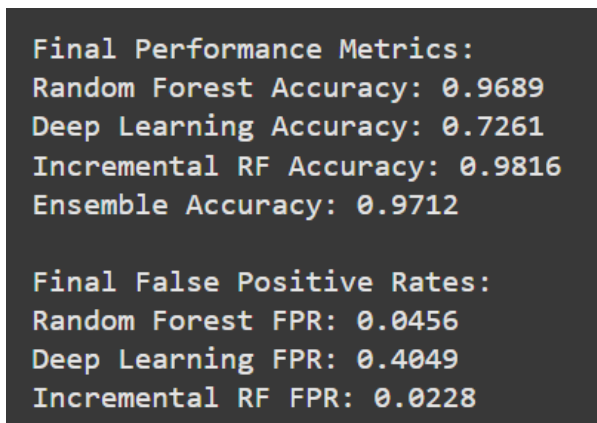 Final Performance Metrics:
Random Forest Accuracy: 0.9689
Deep Learning Accuracy: 0.7261
Incremental RF Accuracy: 0.9816
Ensemble Accuracy: 0.9712
Final False Positive Rates:
Random Forest FPR: 0.0456
Deep Learning FPR: 0.4049
Incremental RF FPR: 0.0228